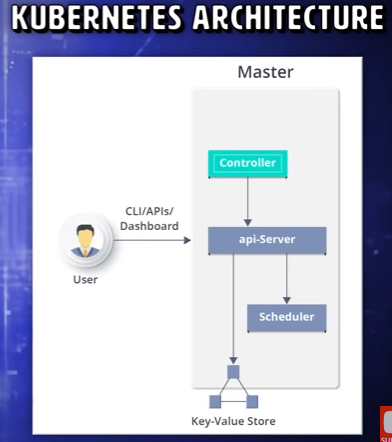 KUBERNETES ARCHITECTURE
Master
Controller
CLI/APIs/
Dashboard
api-Server
User
Scheduler
Key-Value Store